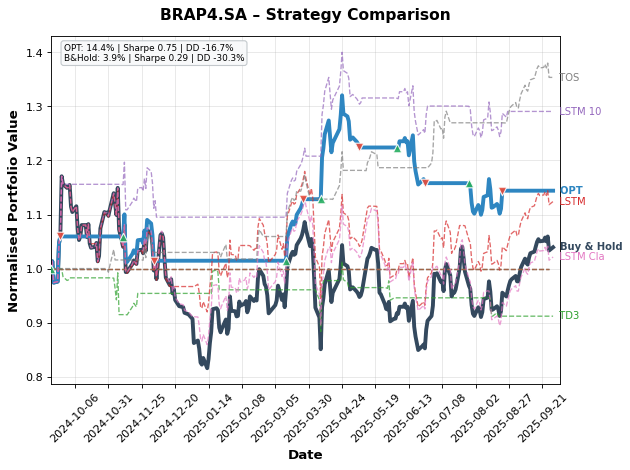 BRAP4.SA – Strategy Comparison
OPT: 14.4% | Sharpe 0.75 | DD -16.7%
B&Hold: 3.9% | Sharpe 0.29 | DD -30.3%
Normalised Portfolio Value
1.4
1.3
1.2
1.1
1.0
0.9
0.8
TOS
LSTM 10
OPT
LSTM
Buy & Hold
LSTM Cla
TD3
2024-10-06
2024-10-31
2024-11-25
2024-12-20
2025-01-14
2025-02-08
2025-03-05
2025-03-30
2025-04-24
2025-05-19
2025-06-13
2025-07-08
2025-08-02
2025-08-27
2025-09-21
Date